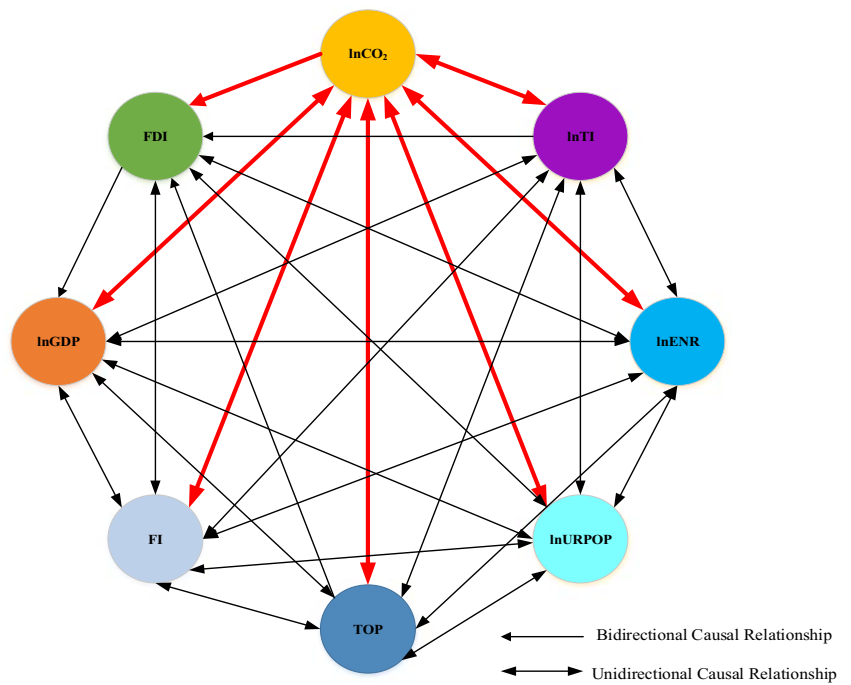 lnCO₂
FDI
lnTI
lnGDP
lnENR
FI
lnURPOP
TOP
Bidirectional Causal Relationship
Unidirectional Causal Relationship